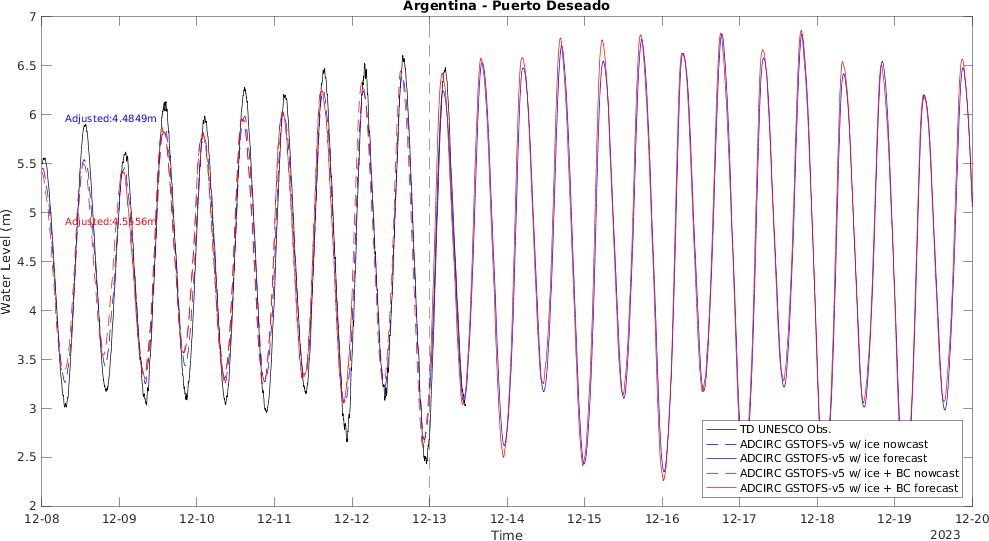 Argentina - Puerto Deseado
7
6.5
6
5.5
5
4.5
4
3.5
3
2.5
2
Water Level (m)
Adjusted:4.4849m
Adjusted:4.5556m
TD UNESCO Obs.
ADCIRC GSTOFS-v5 w/ ice nowcast
ADCIRC GSTOFS-v5 w/ ice forecast
ADCIRC GSTOFS-v5 w/ ice + BC nowcast
ADCIRC GSTOFS-v5 w/ ice + BC forecast
12-08 12-09 12-10 12-11 12-12 12-13 12-14 12-15 12-16 12-17 12-18 12-19 12-20
Time
2023